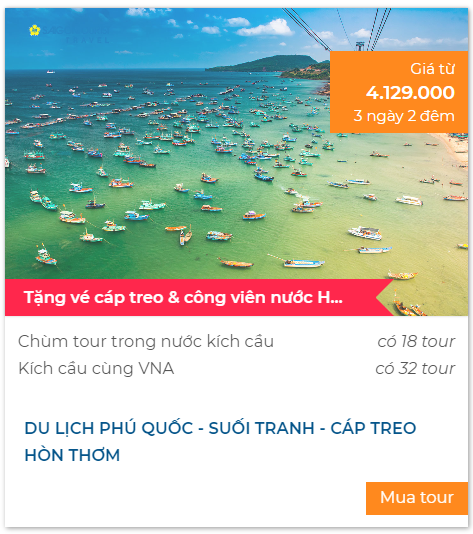 Giá từ
4.129.000
3 ngày 2 đêm
Tặng vé cáp treo & công viên nước H...
Chùm tour trong nước kích cầu có 18 tour
Kích cầu cùng VNA có 32 tour
DU LỊCH PHÚ QUỐC - SUỐI TRANH - CÁP TREO
HÒN THƠM
Mua tour